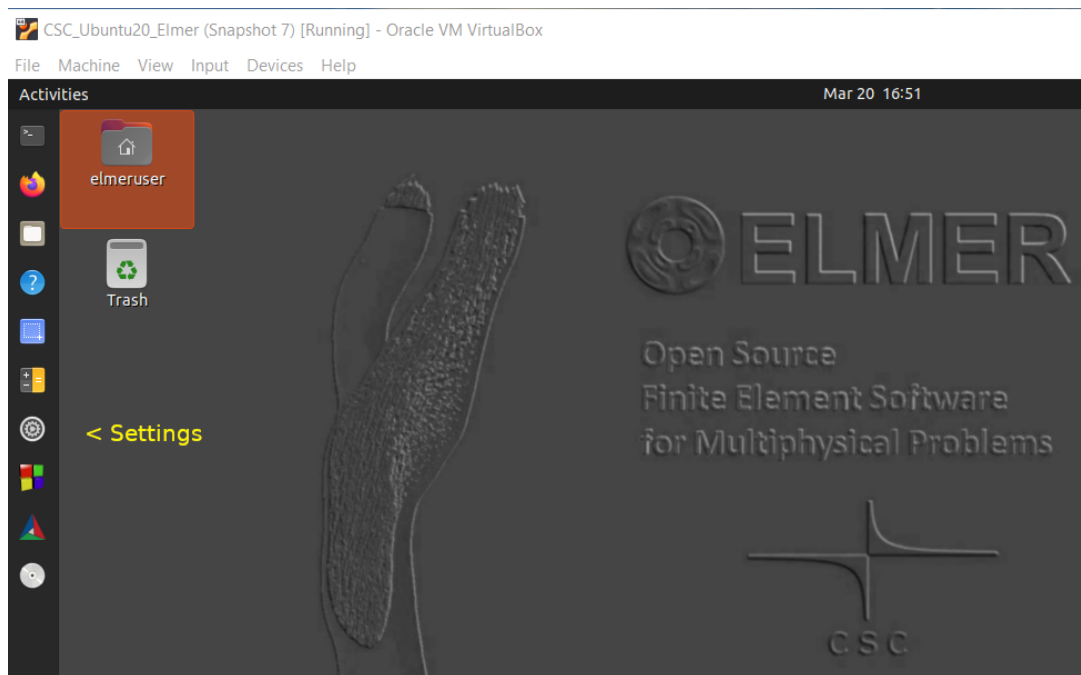 CSC_Ubuntu20_Elmer (Snapshot 7) [Running] - Oracle VM VirtualBox
File Machine View Input Devices Help
Activities
Mar 20 16:51
elmeruser
Trash
< Settings
ELMER
Open Source
Finite Element Software
for Multiphysical Problems
CSC